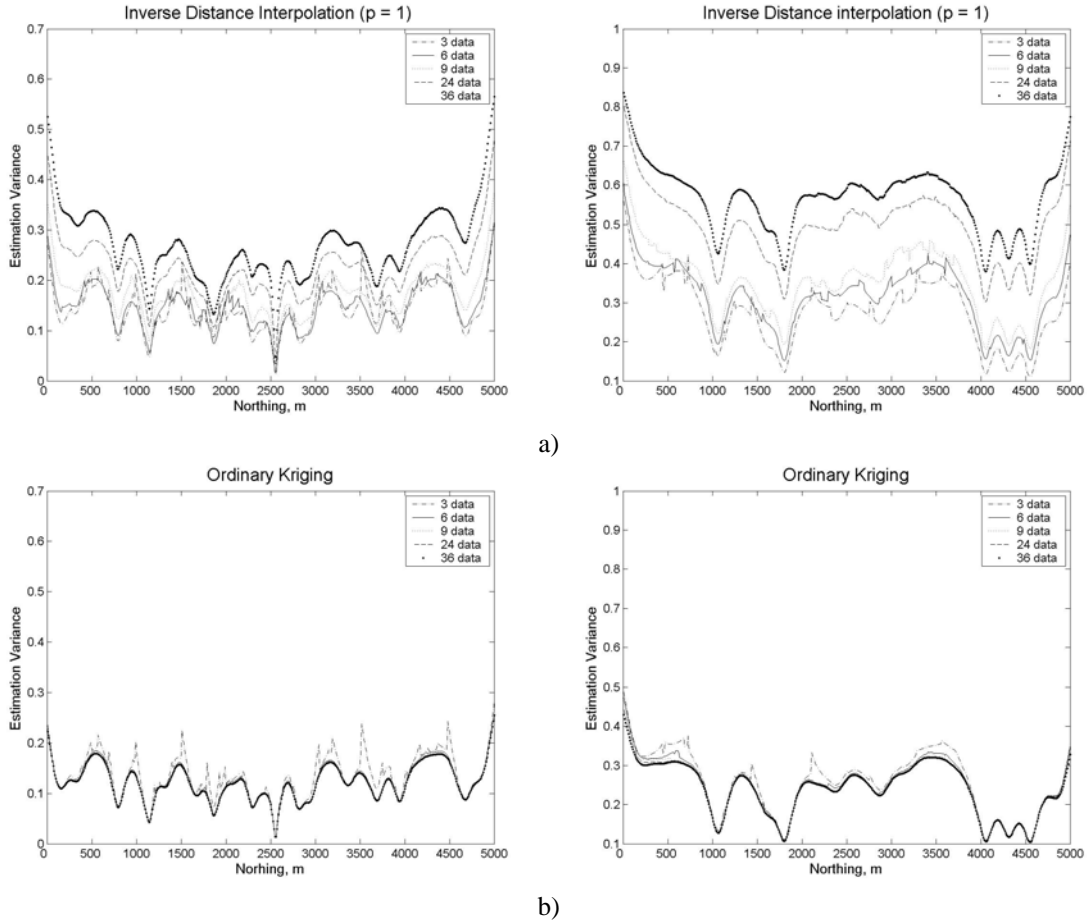 Inverse Distance Interpolation (p = 1)
0.7
0.6
0.5
0.4
0.3
0.2
0.1
0
Estimation Variance
3 data
6 data
9 data
24 data
36 data
0 500 1000 1500 2000 2500 3000 3500 4000 4500 5000
Northing, m
Inverse Distance interpolation (p = 1)
1
0.9
0.8
0.7
0.6
0.5
0.4
0.3
0.2
0.1
Estimation Variance
3 data
6 data
9 data
24 data
36 data
0 500 1000 1500 2000 2500 3000 3500 4000 4500 5000
Northing, m
a)
Ordinary Kriging
0.7
0.6
0.5
0.4
0.3
0.2
0.1
0
Estimation Variance
3 data
6 data
9 data
24 data
36 data
0 500 1000 1500 2000 2500 3000 3500 4000 4500 5000
Norhing, m
Ordinary Kriging
1
0.9
0.8
0.7
0.6
0.5
0.4
0.3
0.2
0.1
Estimation Variance
3 data
6 data
9 data
24 data
36 data
0 500 1000 1500 2000 2500 3000 3500 4000 4500 5000
Northing, m
b)